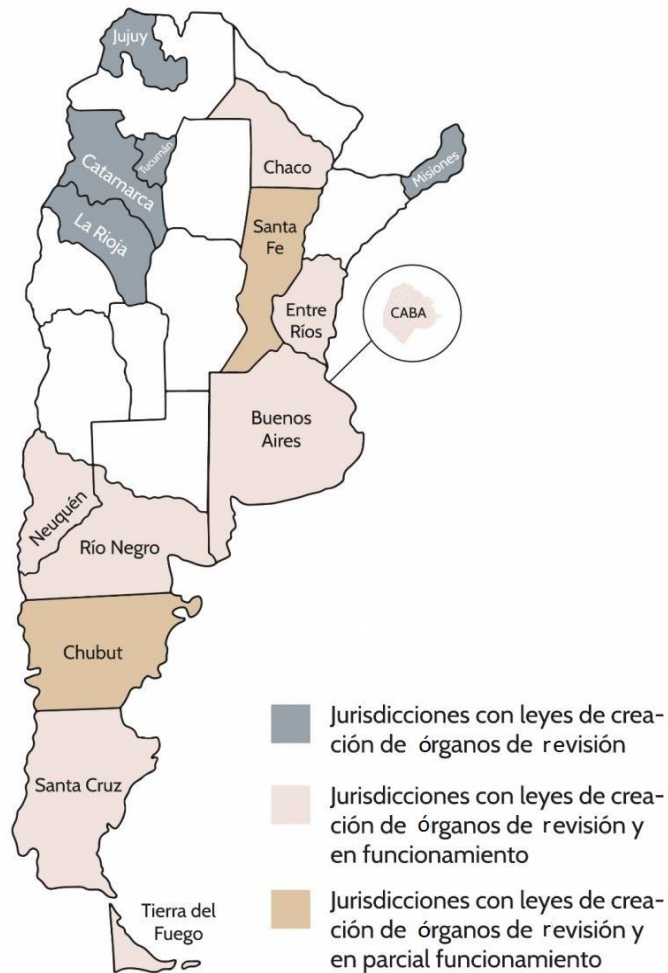 Jujuy
Tucumán
Catamarca
La Rioja
Chaco
Misiones
Santa
Fe
Entre
Ríos
CABA
Buenos
Aires
Neuquén
Río Negro
Chubut
Santa Cruz
Tierra del
Fuego
Jurisdicciones con leyes de crea-
ción de órganos de revisión
Jurisdicciones con leyes de crea-
ción de órganos de revisión y
en funcionamiento
Jurisdicciones con leyes de crea-
ción de órganos de revisión y
en parcial funcionamiento